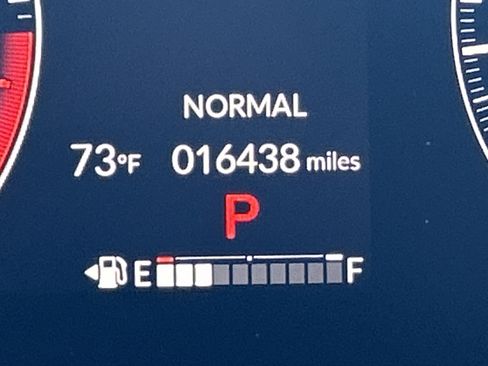 NORMAL
73°F 016438 miles
P
E F